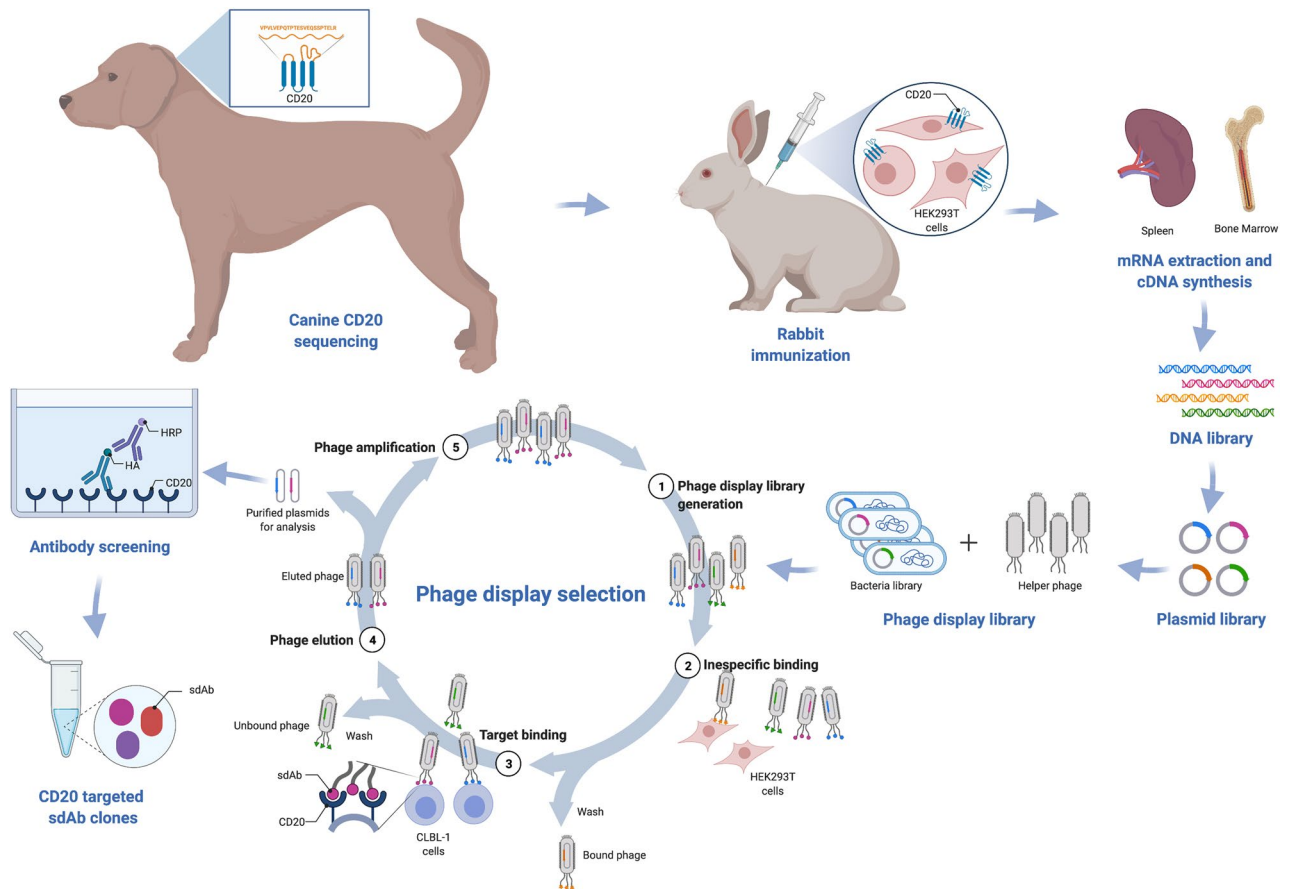 VPVLVEPQTPTESVEQSSPTELN
CD20
Canine CD20
sequencing
CD20
HEK293T
cells
Rabbit
immunization
Spleen
Bone Marrow
mRNA extraction and
cDNA synthesis
DNA library
Plasmid library
Bacteria library
+
Helper phage
Phage display library
Phage display selection
1
Phage display library
generation
2
Inespecific binding
HEK293T
cells
Wash
Bound phage
3
Target binding
CLBL-1
cells
sdAb
CD20
Unbound phage
Wash
4
Phage elution
Eluted phage
Purified plasmids
for analysis
5
Phage amplification
HRP
HA
CD20
Antibody screening
sdAb
CD20 targeted
sdAb clones